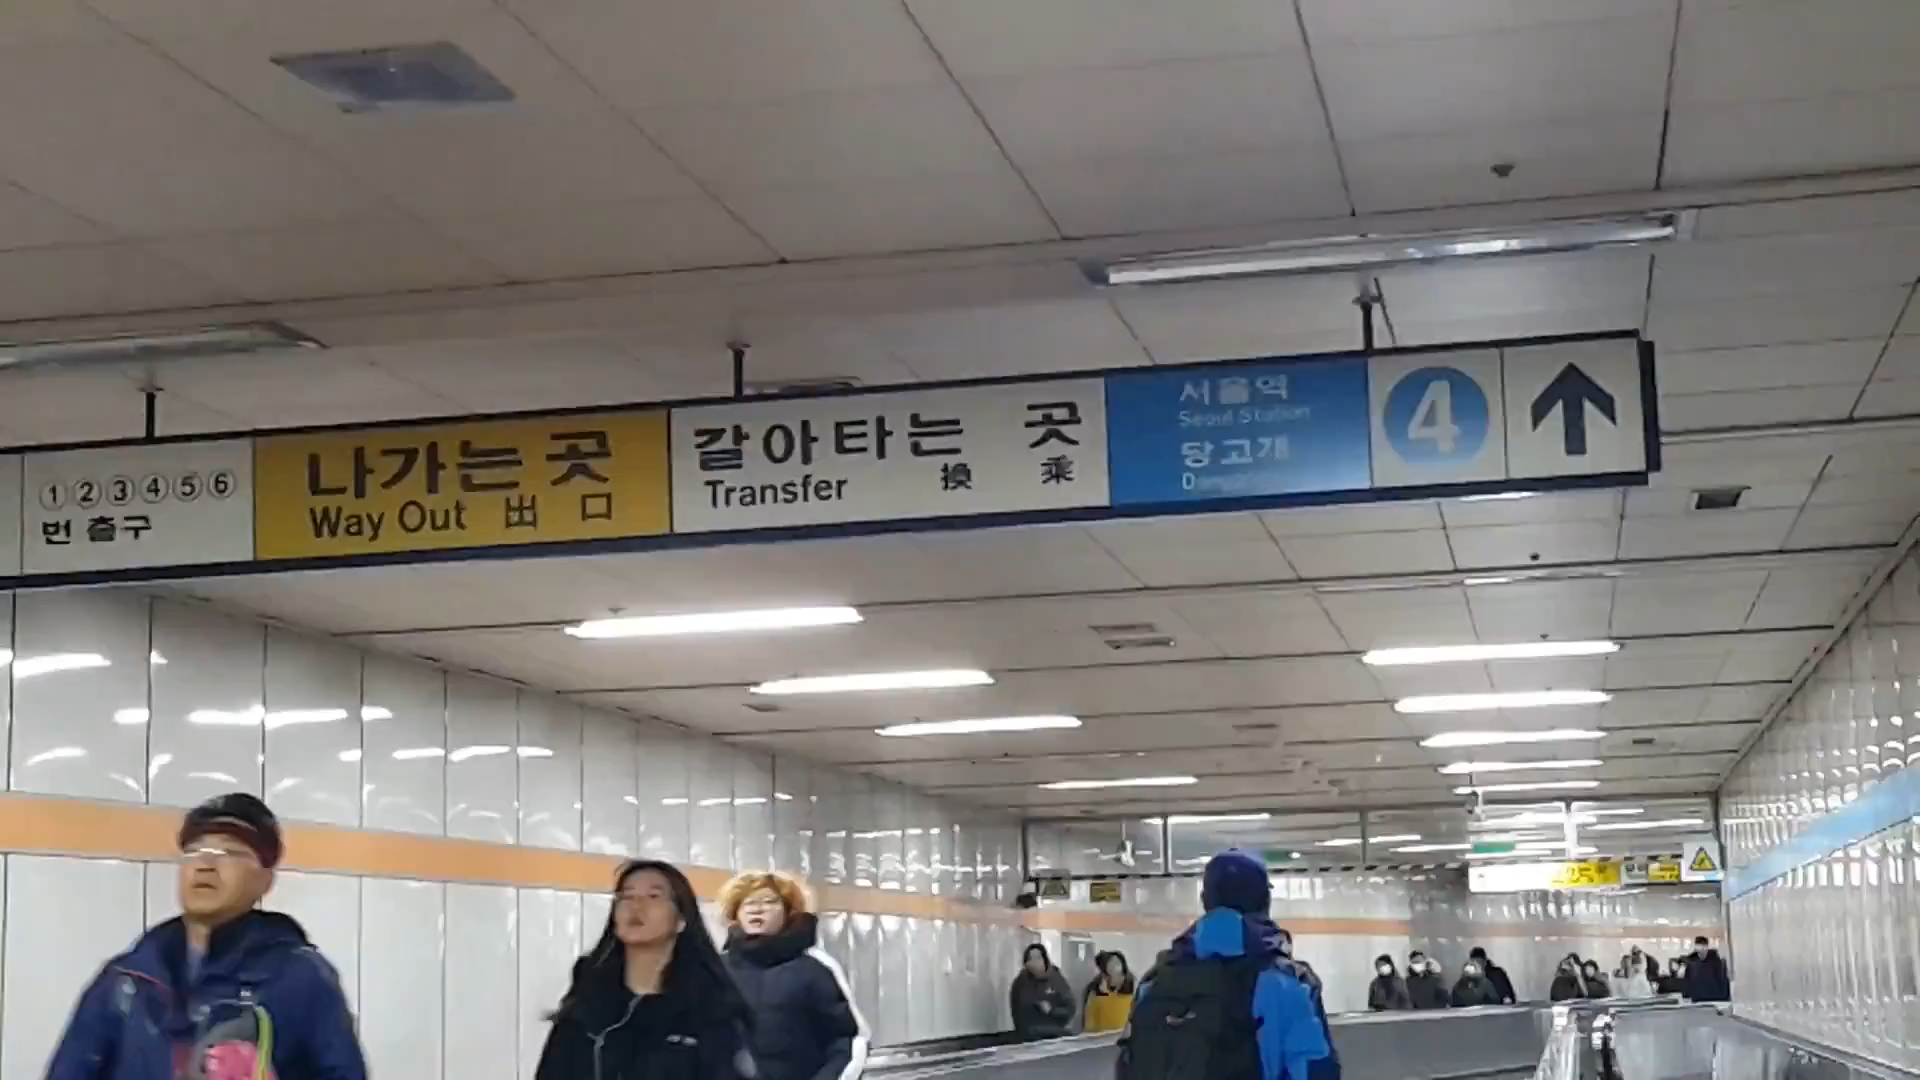 ①②③④⑤⑥
번 출구
나가는 곳
Way Out 出 口
갈아타는 곳
Transfer 換 乘
서울역
Seoul Station
당고개
4